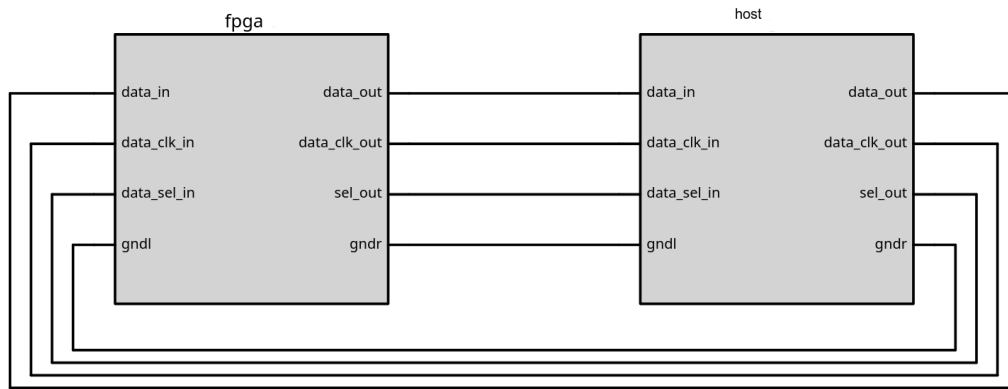 fpga
host
data_in
data_out
data_in
data_out
data_clk_in
data_clk_out
data_clk_in
data_clk_out
data_sel_in
sel_out
data_sel_in
sel_out
gndl
gndr
gndl
gndr